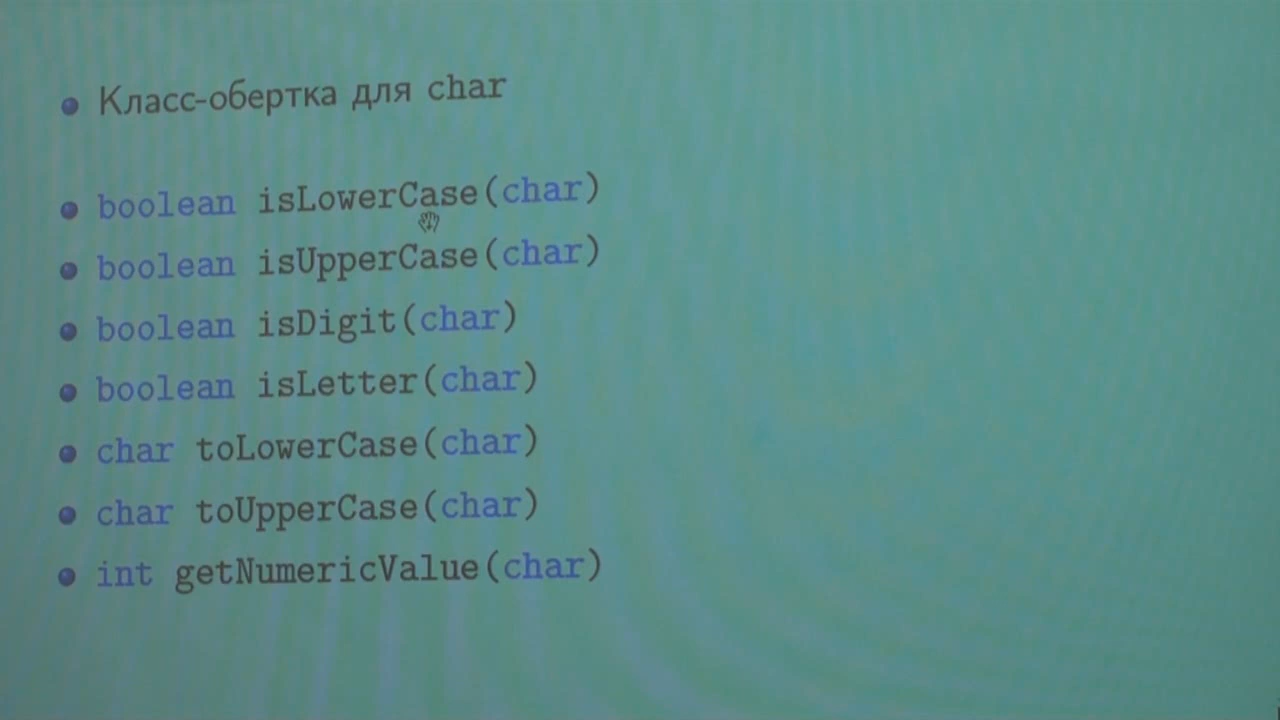 Класс-обертка для char
boolean isLowerCase(char)
boolean isUpperCase(char)
boolean isDigit(char)
boolean isLetter(char)
char toLowerCase(char)
char toUpperCase(char)
int getNumericValue(char)